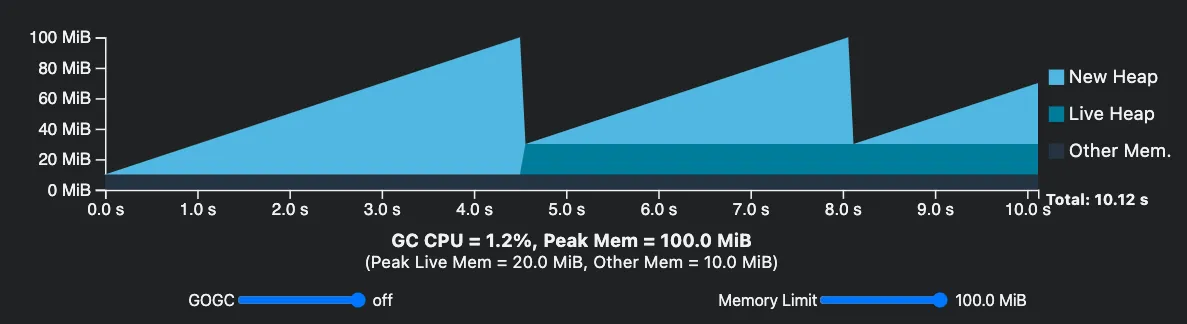 100 MiB
80 MiB
60 MiB
40 MiB
20 MiB
0 MiB
0.0 s 1.0 s 2.0 s 3.0 s 4.0 s 5.0 s 6.0 s 7.0 s 8.0 s 9.0 s 10.0 s
New Heap
Live Heap
Other Mem.
Total: 10.12 s
GC CPU = 1.2%, Peak Mem = 100.0 MiB
(Peak Live Mem = 20.0 MiB, Other Mem = 10.0 MiB)
GOGC off
Memory Limit 100.0 MiB